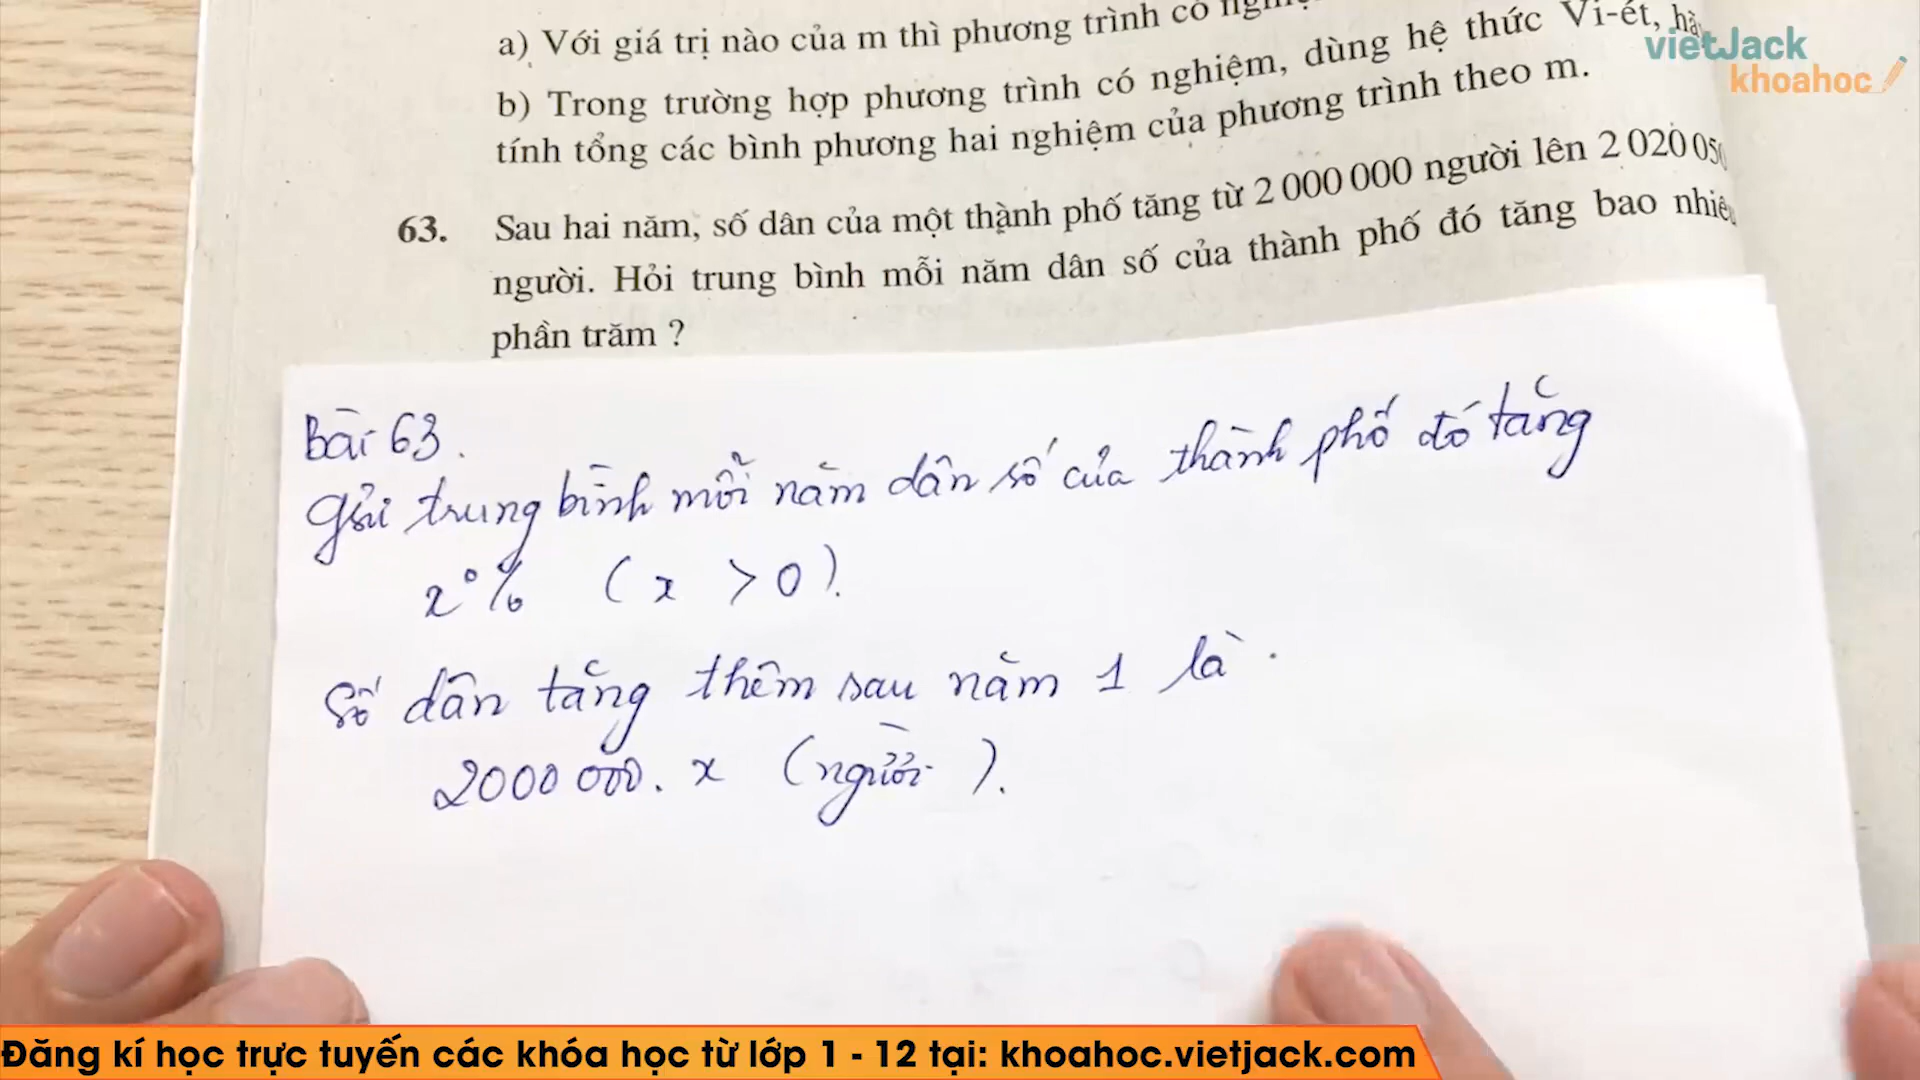 a) Với giá trị nào của m thì phương trình có
b) Trong trường hợp phương trình có nghiệm, dùng hệ thức Vi-ét,
tính tổng các bình phương hai nghiệm của phương trình theo m.
63. Sau hai năm, số dân của một thành phố tăng từ 2 000 000 người lên 2 020 050
người. Hỏi trung bình mỗi năm dân số của thành phố đó tăng bao
phần trăm ?
vietJack
khoahoc
Bài 63.
Gọi trung bình mỗi năm dân số của thành phố đó tăng
x% (x > 0).
Số dân tăng thêm sau năm 1 là.
2000 000. x (người).
Đăng kí học trực tuyến các khóa học từ lớp 1 - 12 tại: khoahoc.vietjack.com